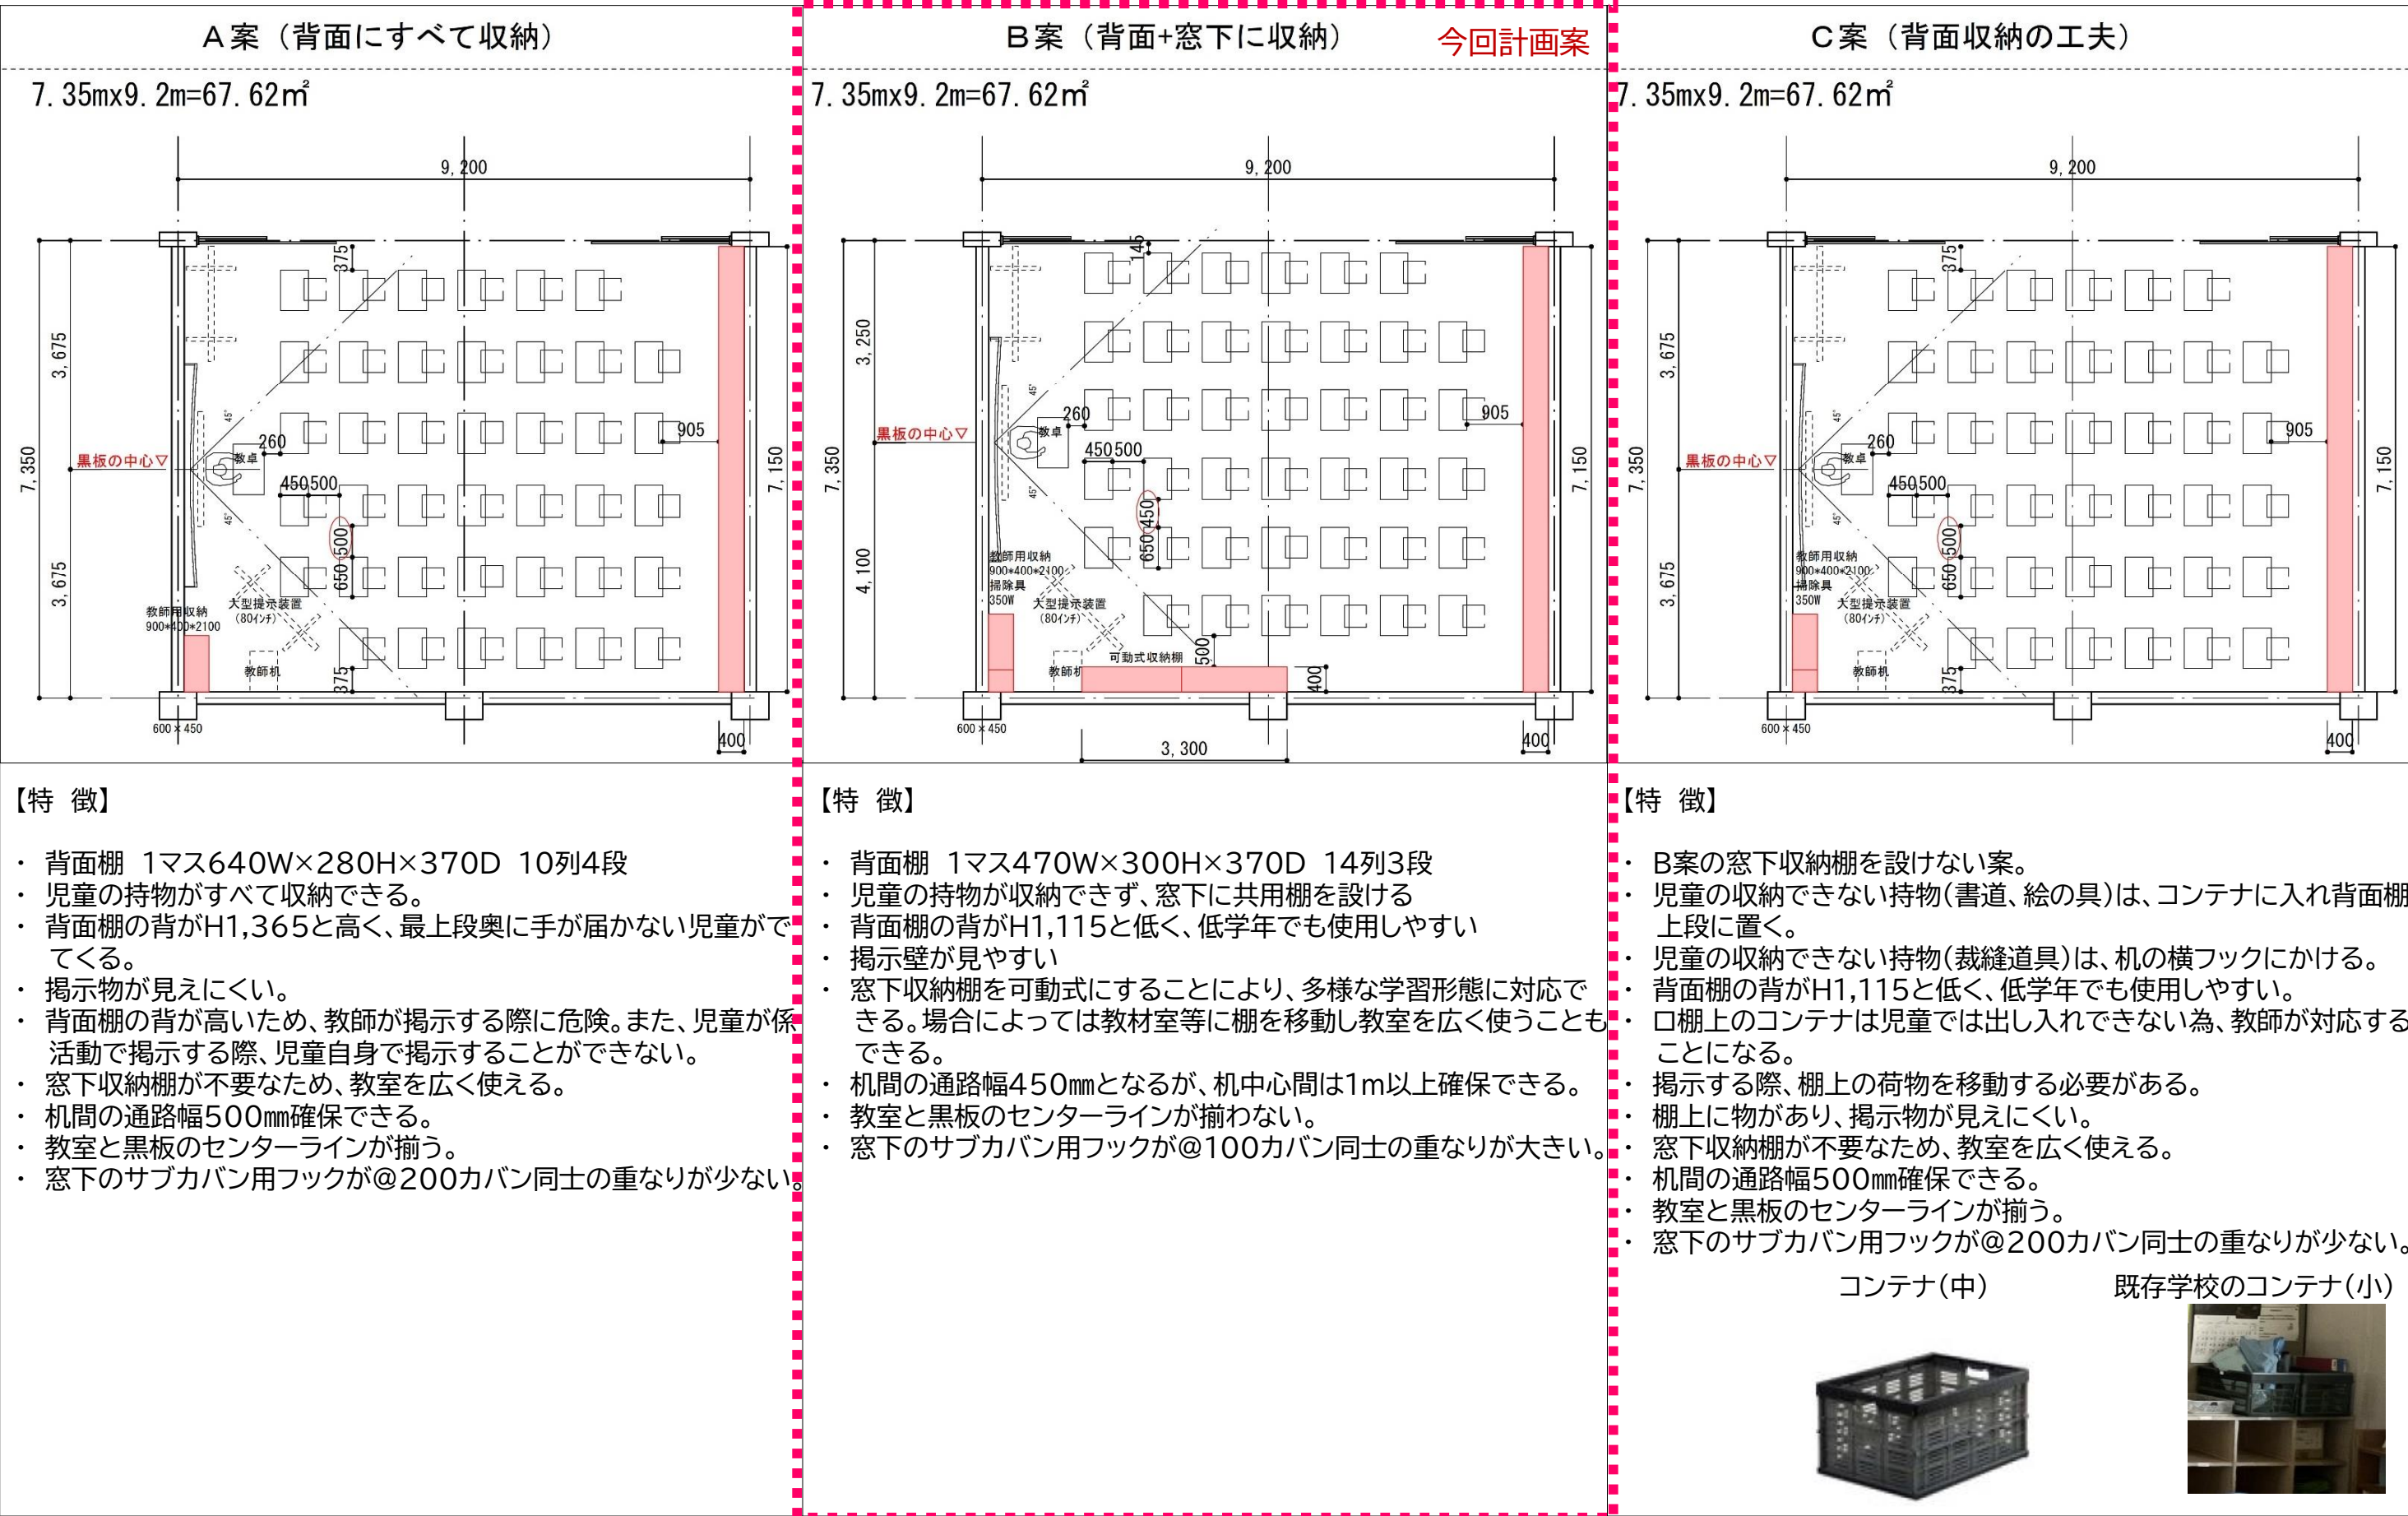 A案（背面にすべて収納）
7.35mx9.2m=67.62㎡
9,200
375
3,675
7,350
黒板の中心▽
45°
260
教卓
905
450 500
45°
500
650
7,150
3,675
教師用収納
900*400*2100
大型提示装置
(80インチ)
教師机
375
600×450
400
【特 徴】
・ 背面棚 1マス640W×280H×370D 10列4段
・ 児童の持物がすべて収納できる。
・ 背面棚の背がH1,365と高く、最上段奥に手が届かない児童がで
てくる。
・ 掲示物が見えにくい。
・ 背面棚の背が高いため、教師が掲示する際に危険。また、児童が係
活動で掲示する際、児童自身で掲示することができない。
・ 窓下収納棚が不要なため、教室を広く使える。
・ 机間の通路幅500㎜確保できる。
・ 教室と黒板のセンターラインが揃う。
・ 窓下のサブカバン用フックが@200カバン同士の重なりが少ない。
B案（背面+窓下に収納）
今回計画案
7.35mx9.2m=67.62㎡
9,200
145
3,250
7,350
黒板の中心▽
45°
260
教卓
905
450 500
45°
450
650
7,150
4,100
教師用収納
900*400*2100
掃除具
350W
大型提示装置
(80インチ)
教師机
可動式収納棚
500
400
600×450
3,300
400
【特 徴】
・ 背面棚 1マス470W×300H×370D 14列3段
・ 児童の持物が収納できず、窓下に共用棚を設ける
・ 背面棚の背がH1,115と低く、低学年でも使用しやすい
・ 掲示壁が見やすい
・ 窓下収納棚を可動式にすることにより、多様な学習形態に対応で
きる。場合によっては教材室等に棚を移動し教室を広く使うことも
できる。
・ 机間の通路幅450㎜となるが、机中心間は1m以上確保できる。
・ 教室と黒板のセンターラインが揃わない。
・ 窓下のサブカバン用フックが@100カバン同士の重なりが大きい。
C案（背面収納の工夫）
7.35mx9.2m=67.62㎡
9,200
375
3,675
7,350
黒板の中心▽
45°
260
教卓
905
450 500
45°
500
650
7,150
3,675
教師用収納
900*400*2100
掃除具
350W
大型提示装置
(80インチ)
教師机
375
600×450
400
【特 徴】
・ B案の窓下収納棚を設けない案。
・ 児童の収納できない持物(書道、絵の具)は、コンテナに入れ背面棚
上段に置く。
・ 児童の収納できない持物(裁縫道具)は、机の横フックにかける。
・ 背面棚の背がH1,115と低く、低学年でも使用しやすい。
・ ロ棚上のコンテナは児童では出し入れできない為、教師が対応する
ことになる。
・ 掲示する際、棚上の荷物を移動する必要がある。
・ 棚上に物があり、掲示物が見えにくい。
・ 窓下収納棚が不要なため、教室を広く使える。
・ 机間の通路幅500㎜確保できる。
・ 教室と黒板のセンターラインが揃う。
・ 窓下のサブカバン用フックが@200カバン同士の重なりが少ない。
コンテナ(中)
既存学校のコンテナ(小)